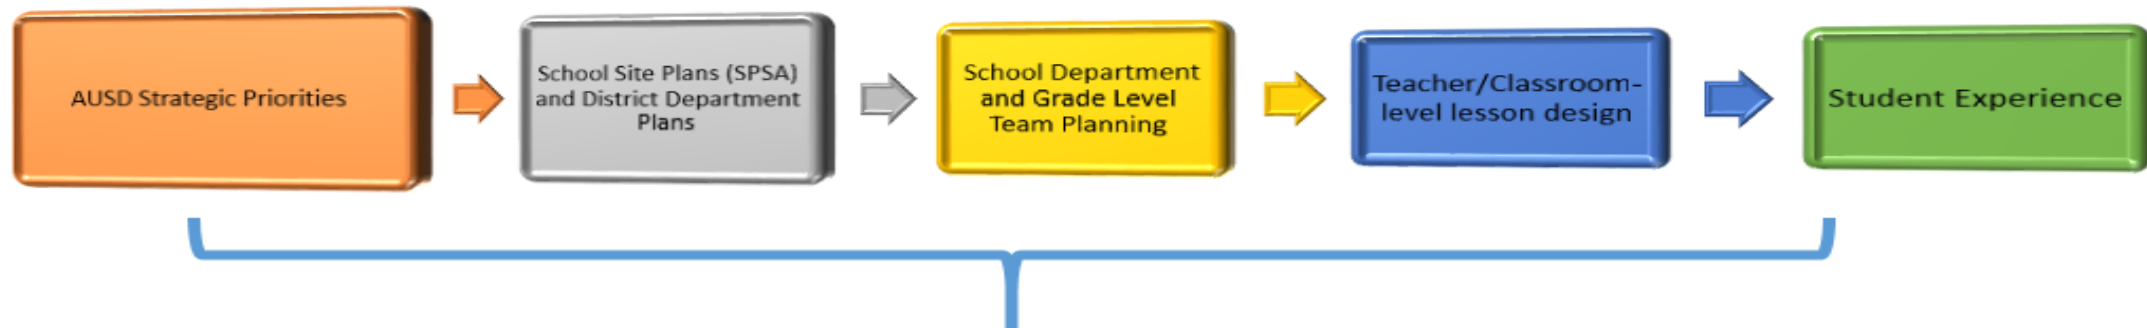 AUSD Strategic Priorities
School Site Plans (SPSA)
and District Department
Plans
School Department
and Grade Level
Team Planning
Teacher/Classroom-
level lesson design
Student Experience